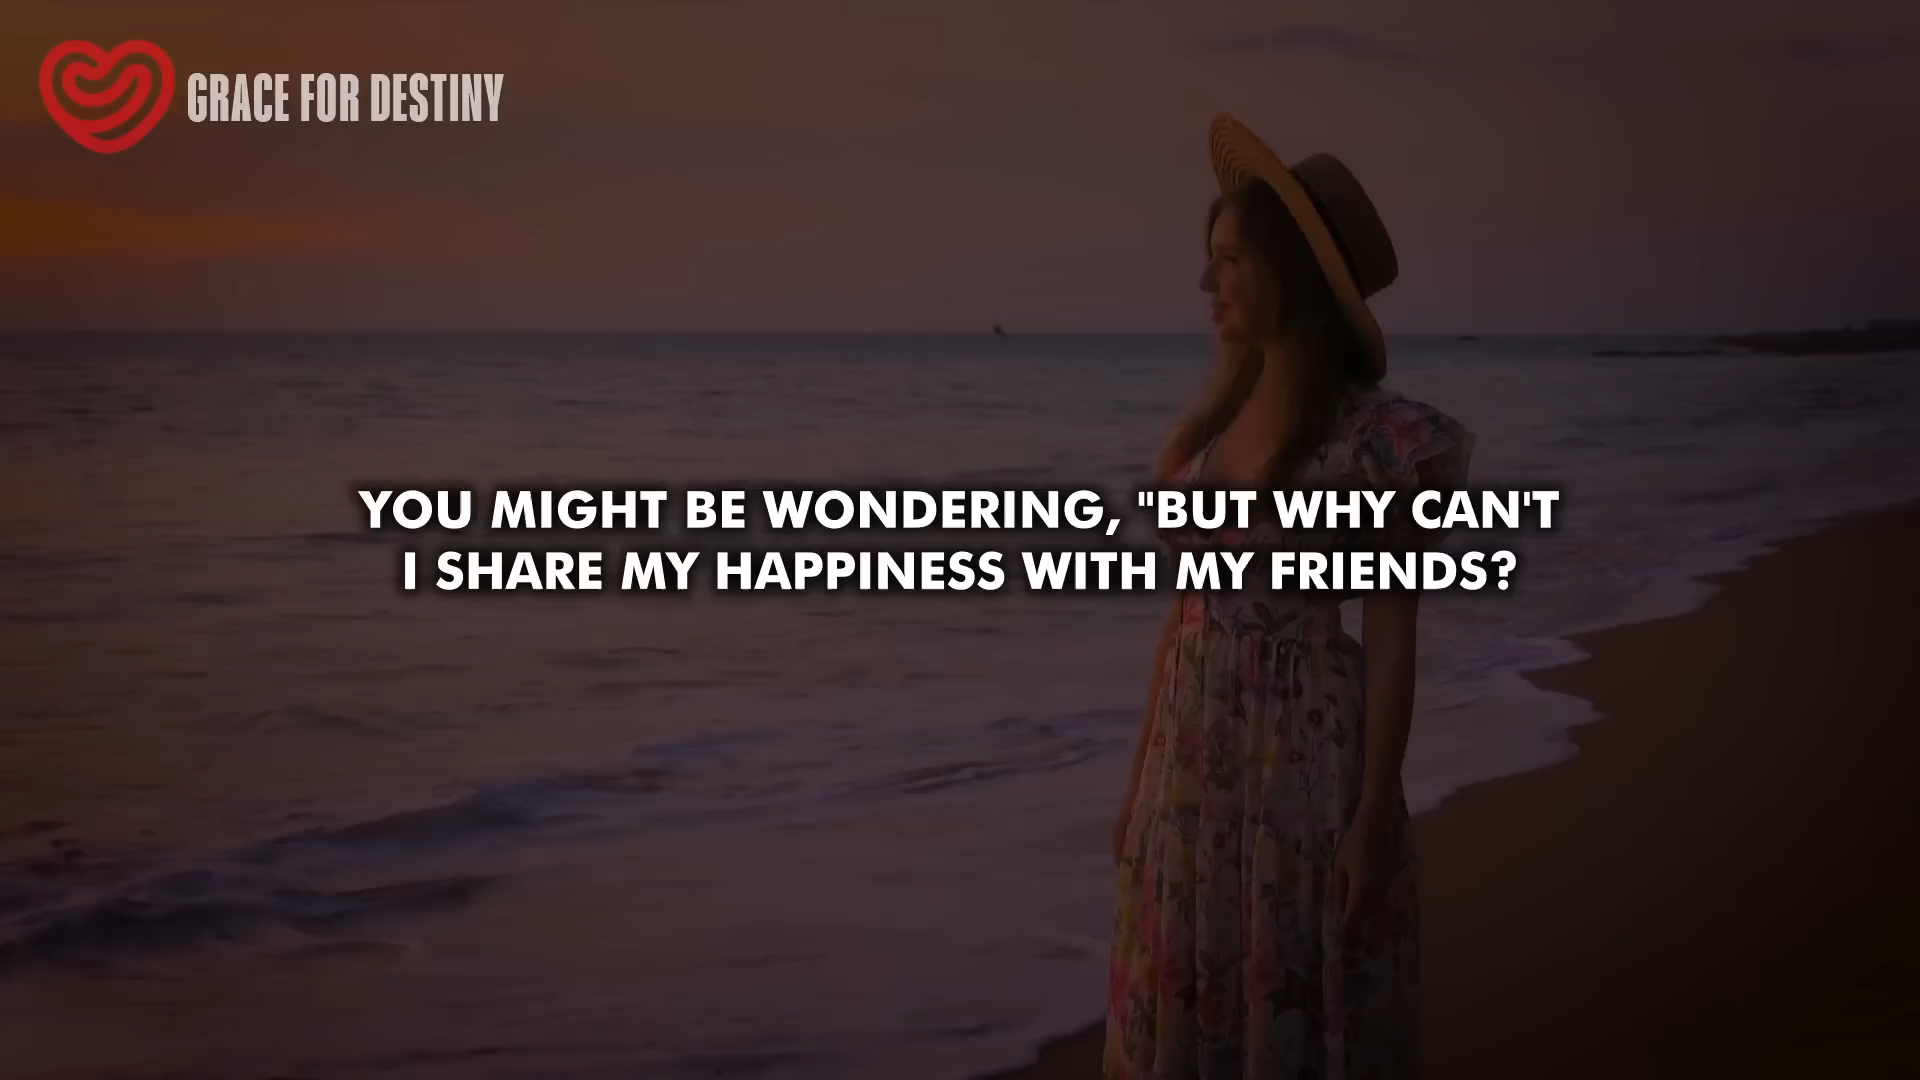 GRACE FOR DESTINY
YOU MIGHT BE WONDERING, "BUT WHY CAN'T
I SHARE MY HAPPINESS WITH MY FRIENDS?